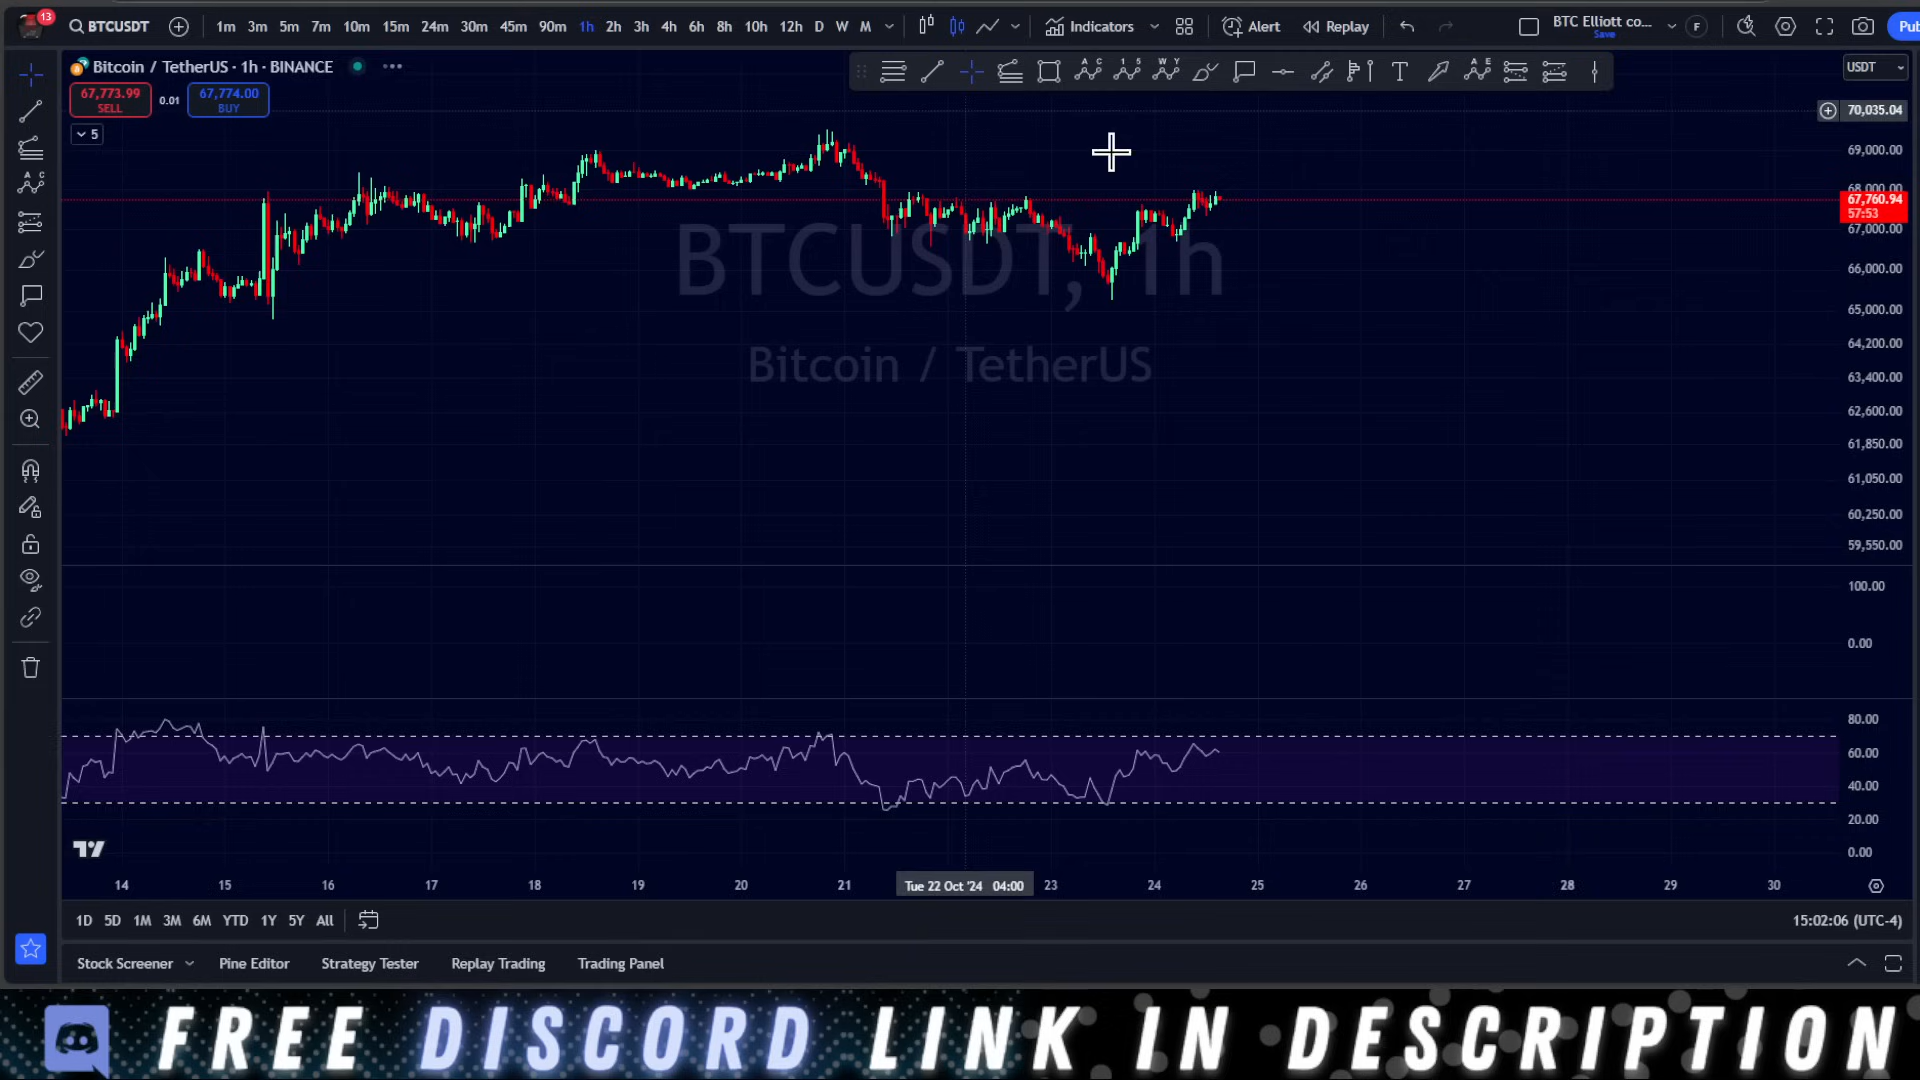 13
BTCUSDT
1m 3m 5m 7m 10m 15m 24m 30m 45m 90m 1h 2h 3h 4h 6h 8h 10h 12h D W M
Indicators
Alert
Replay
BTC Elliott co...
Save
F
Pub
Bitcoin / TetherUS · 1h · BINANCE
USDT
67,773.99
SELL
0.01
67,774.00
BUY
5
A C
1 5
W Y
T
A E
A C
70,035.04
69,000.00
68,000.00
67,760.94
57:53
67,000.00
66,000.00
65,000.00
64,200.00
63,400.00
62,600.00
61,850.00
61,050.00
60,250.00
59,550.00
BTCUSDT, 1h
Bitcoin / TetherUS
100.00
0.00
80.00
60.00
40.00
20.00
0.00
14 15 16 17 18 19 20 21 Tue 22 Oct '24 04:00 23 24 25 26 27 28 29 30
1D 5D 1M 3M 6M YTD 1Y 5Y All
15:02:06 (UTC-4)
Stock Screener Pine Editor Strategy Tester Replay Trading Trading Panel
FREE DISCORD LINK IN DESCRIPTION